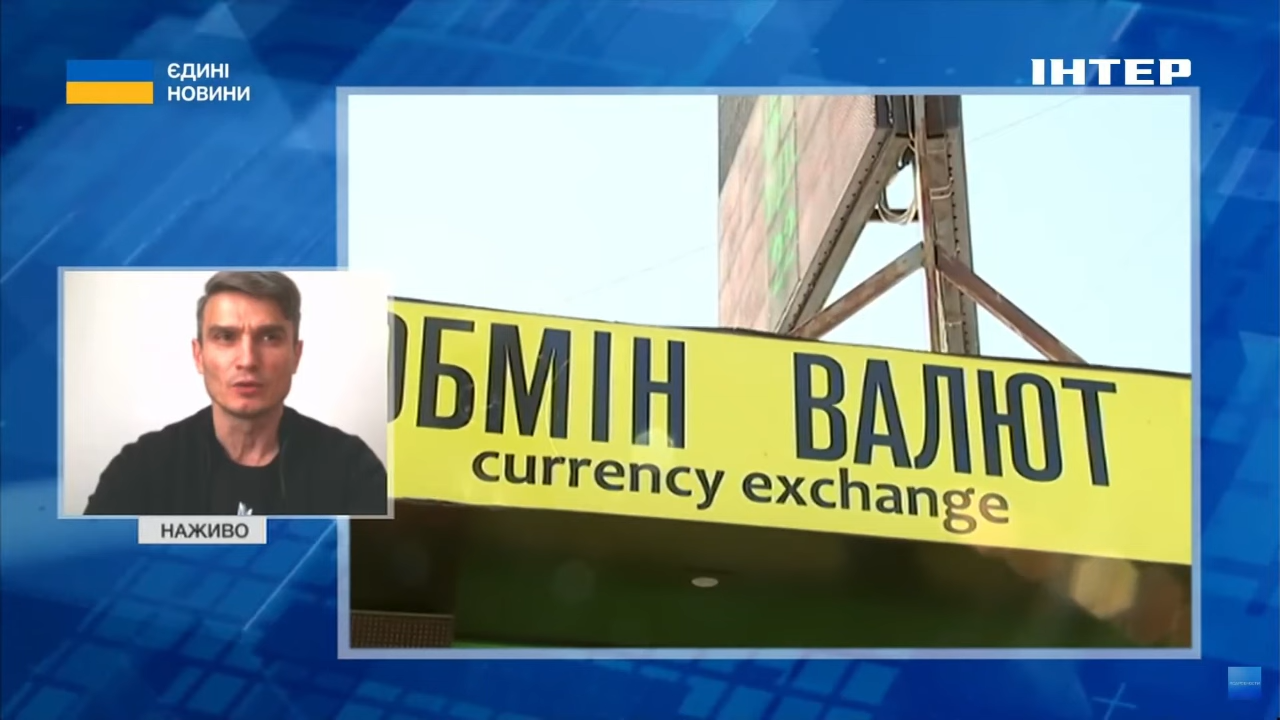 ЄДИНІ
НОВИНИ
ІНТЕР
ОБМІН ВАЛЮТ
currency exchange
НАЖИВО